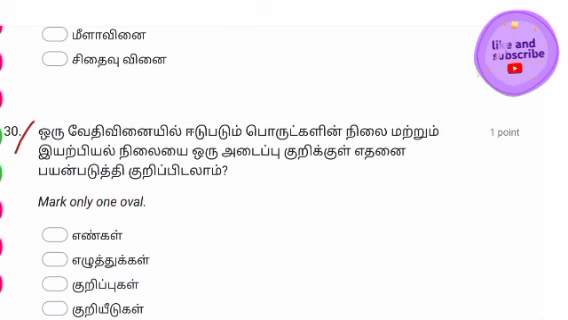 மீளாவினை
சிதைவு வினை
like and
subscribe
30. ஒரு வேதிவினையில் ஈடுபடும் பொருட்களின் நிலை மற்றும் 1 point
இயற்பியல் நிலையை ஒரு அடைப்பு குறிக்குள் எதனை
பயன்படுத்தி குறிப்பிடலாம்?
Mark only one oval.
எண்கள்
எழுத்துக்கள்
குறிப்புகள்
குறியீடுகள்